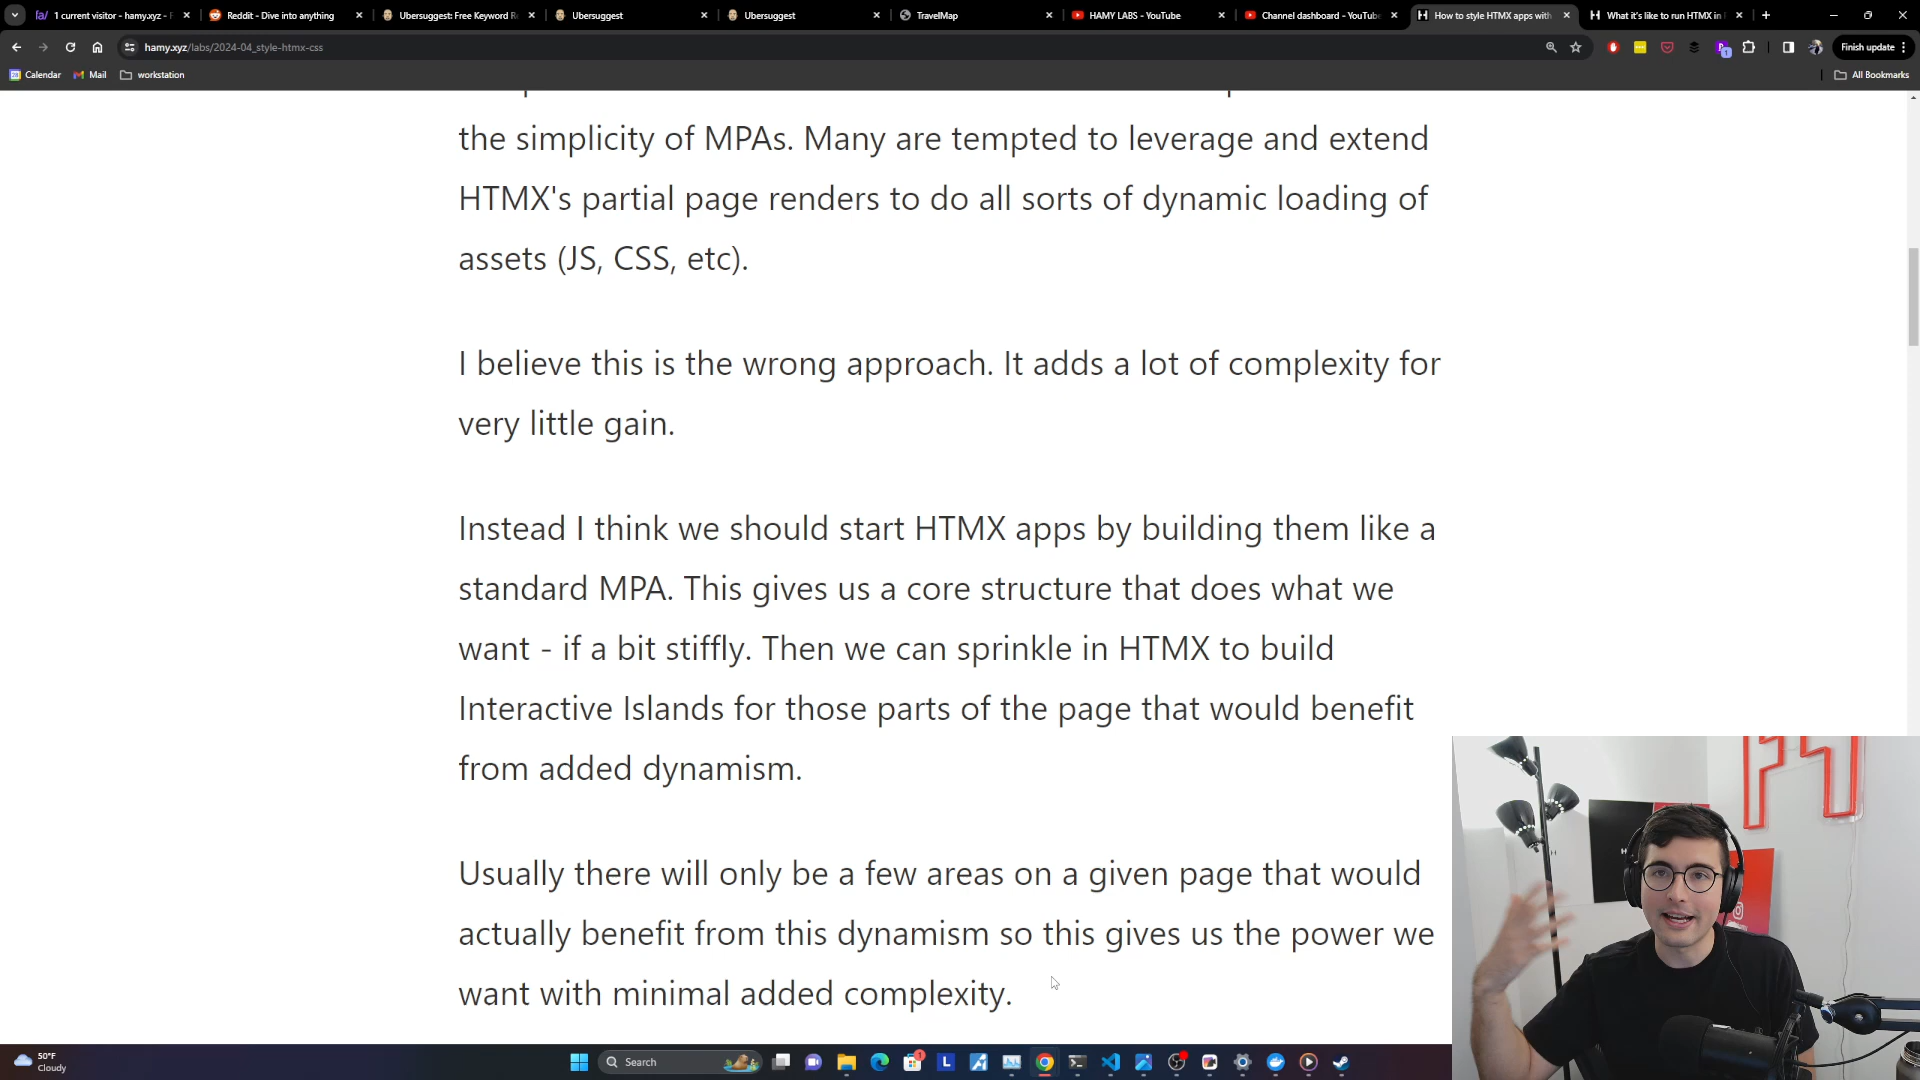 1 current visitor - hamy.xyz - F
Reddit - Dive into anything
Ubersuggest: Free Keyword R
Ubersuggest
Ubersuggest
TravelMap
HAMY LABS - YouTube
Channel dashboard - YouTube
How to style HTMX apps with
What it's like to run HTMX in
hamy.xyz/labs/2024-04_style-htmx-css
Finish update
Calendar
Mail
workstation
All Bookmarks
the simplicity of MPAs. Many are tempted to leverage and extend
HTMX's partial page renders to do all sorts of dynamic loading of
assets (JS, CSS, etc).
I believe this is the wrong approach. It adds a lot of complexity for
very little gain.
Instead I think we should start HTMX apps by building them like a
standard MPA. This gives us a core structure that does what we
want - if a bit stiffly. Then we can sprinkle in HTMX to build
Interactive Islands for those parts of the page that would benefit
from added dynamism.
Usually there will only be a few areas on a given page that would
actually benefit from this dynamism so this gives us the power we
want with minimal added complexity.
50°F
Cloudy
Search